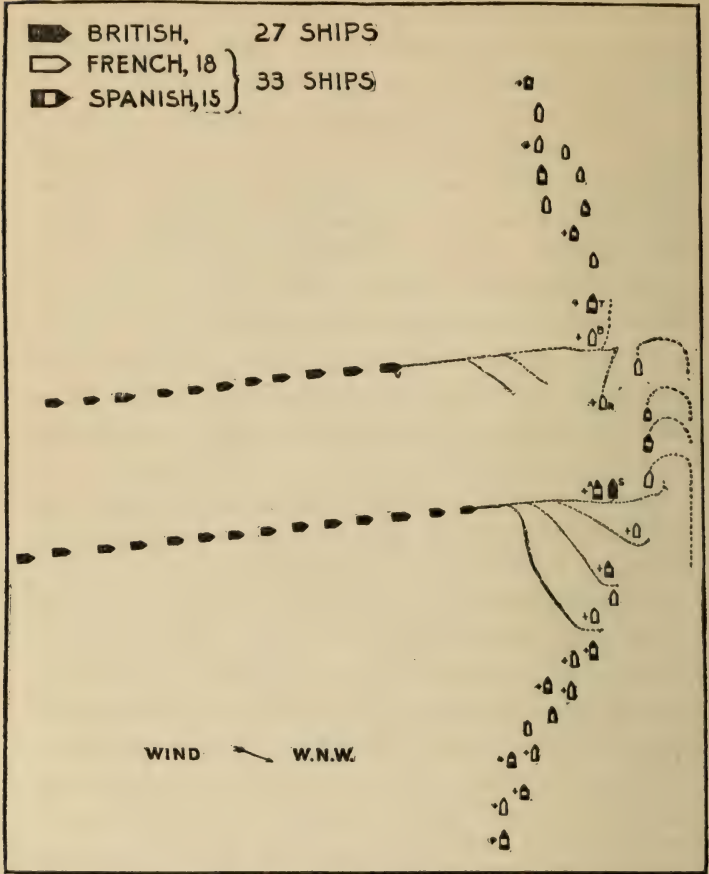 BRITISH, 27 SHIPS
FRENCH, 18
33 SHIPS
SPANISH, 15
T
B
R
A
S
WIND W.N.W.